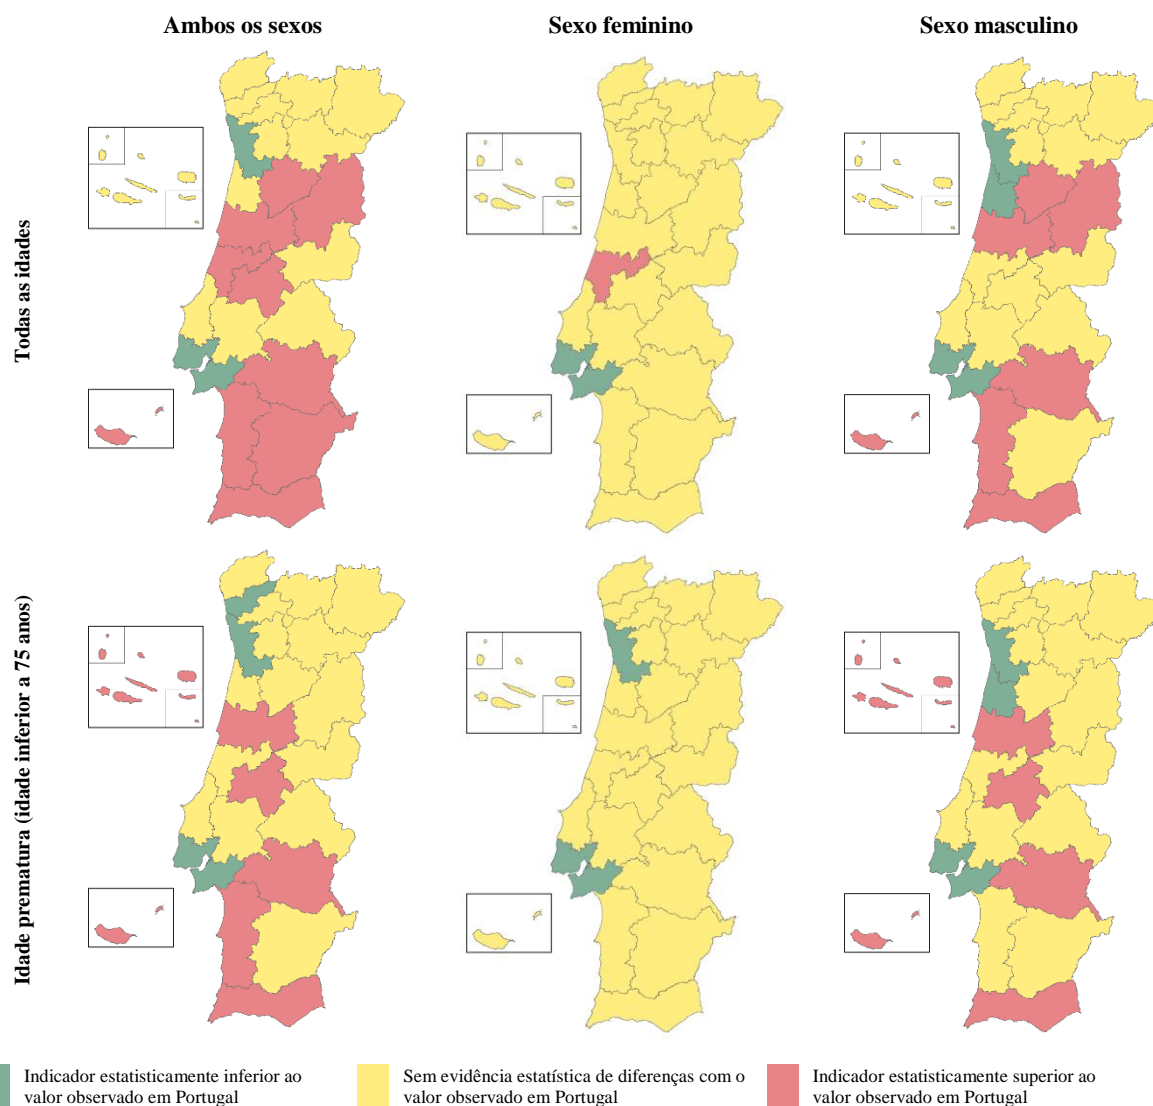 Ambos os sexos
Sexo feminino
Sexo masculino
Todas as idades
Idade prematura (idade inferior a 75 anos)
Indicador estatisticamente inferior ao
valor observado em Portugal
Sem evidência estatística de diferenças com o
valor observado em Portugal
Indicador estatisticamente superior ao
valor observado em Portugal